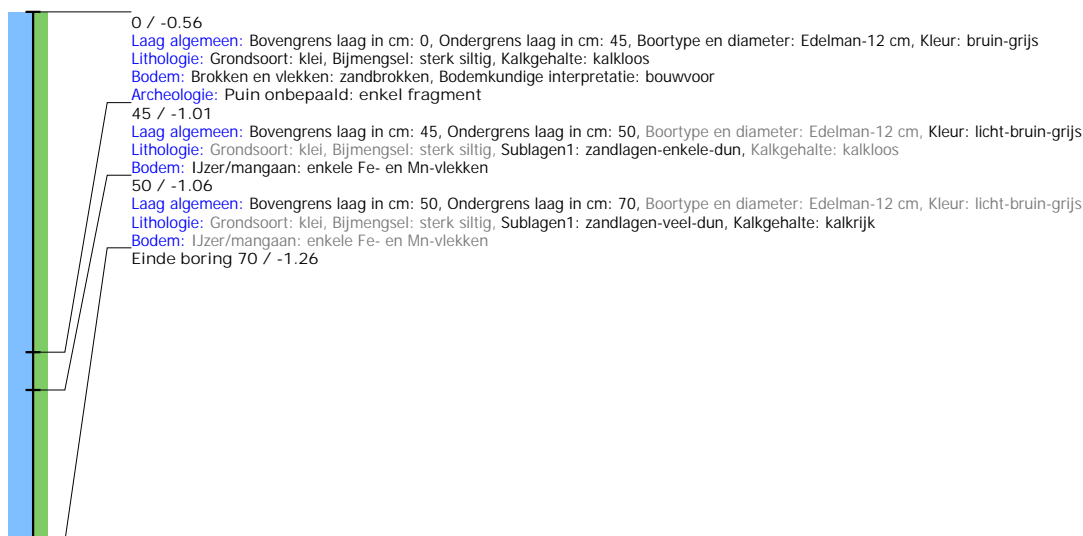 0 / -0.56
Laag algemeen: Bovengrens laag in cm: 0, Ondergrens laag in cm: 45, Boortype en diameter: Edelman-12 cm, Kleur: bruin-grijs
Lithologie: Grondsoort: klei, Bijmengsel: sterk siltig, Kalkgehalte: kalkloos
Bodem: Brokken en vlekken: zandbrokken, Bodemkundige interpretatie: bouwvoor
Archeologie: Puin onbepaald: enkel fragment
45 / -1.01
Laag algemeen: Bovengrens laag in cm: 45, Ondergrens laag in cm: 50, Boortype en diameter: Edelman-12 cm, Kleur: licht-bruin-grijs
Lithologie: Grondsoort: klei, Bijmengsel: sterk siltig, Sublagen1: zandlagen-enkele-dun, Kalkgehalte: kalkloos
Bodem: IJzer/mangaan: enkele Fe- en Mn-vlekken
50 / -1.06
Laag algemeen: Bovengrens laag in cm: 50, Ondergrens laag in cm: 70, Boortype en diameter: Edelman-12 cm, Kleur: licht-bruin-grijs
Lithologie: Grondsoort: klei, Bijmengsel: sterk siltig, Sublagen1: zandlagen-veel-dun, Kalkgehalte: kalkrijk
Bodem: IJzer/mangaan: enkele Fe- en Mn-vlekken
Einde boring 70 / -1.26